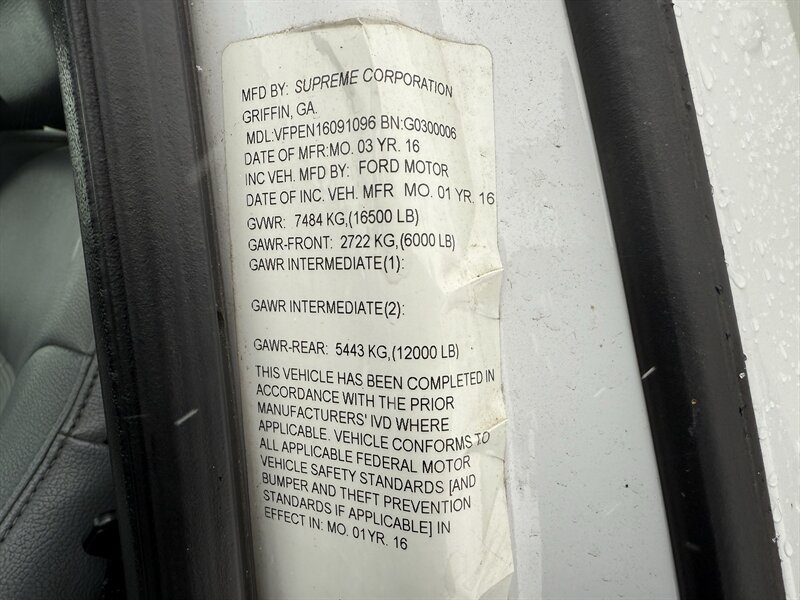 MFD BY: SUPREME CORPORATION
GRIFFIN, GA.
MDL:VFPEN16091096 BN:G0300006
DATE OF MFR:MO. 03 YR. 16
INC VEH. MFD BY: FORD MOTOR
DATE OF INC. VEH. MFR MO. 01 YR. 16
GVWR: 7484 KG,(16500 LB)
GAWR-FRONT: 2722 KG,(6000 LB)
GAWR INTERMEDIATE(1):
GAWR INTERMEDIATE(2):
GAWR-REAR: 5443 KG,(12000 LB)
THIS VEHICLE HAS BEEN COMPLETED IN
ACCORDANCE WITH THE PRIOR
MANUFACTURERS' IVD WHERE
APPLICABLE. VEHICLE CONFORMS TO
ALL APPLICABLE FEDERAL MOTOR
VEHICLE SAFETY STANDARDS [AND
BUMPER AND THEFT PREVENTION
STANDARDS IF APPLICABLE] IN
EFFECT IN: MO. 01YR. 16